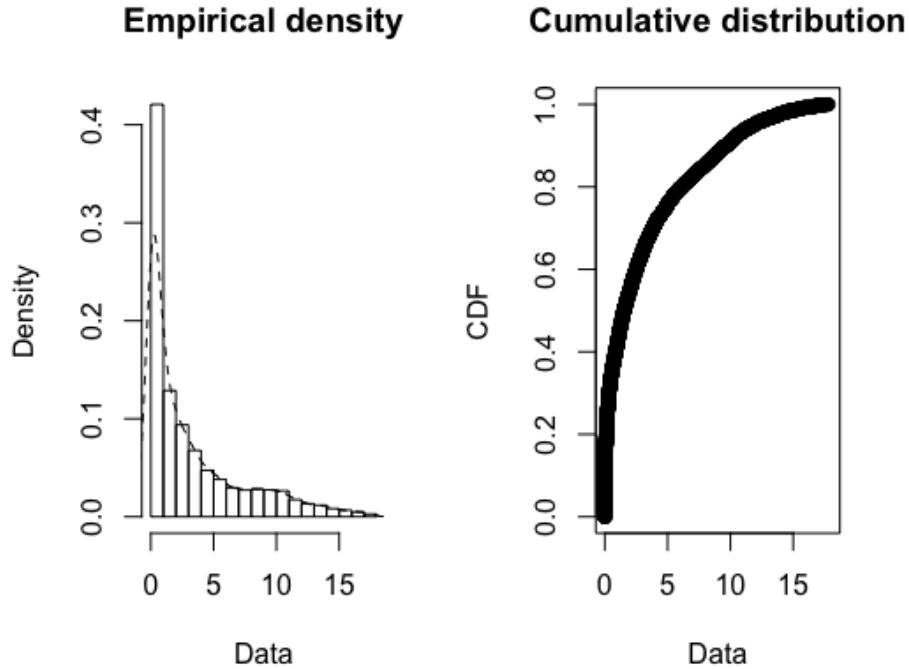 Empirical density
Density
0.0 0.1 0.2 0.3 0.4
0 5 10 15
Data
Cumulative distribution
CDF
0.0 0.2 0.4 0.6 0.8 1.0
0 5 10 15
Data